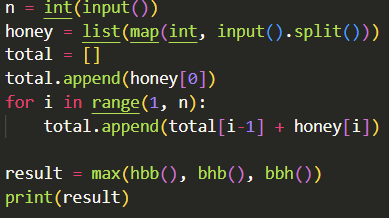 n = int(input())
honey = list(map(int, input().split()))
total = []
total.append(honey[0])
for i in range(1, n):
    total.append(total[i-1] + honey[i])

result = max(hbb(), bhb(), bbh())
print(result)